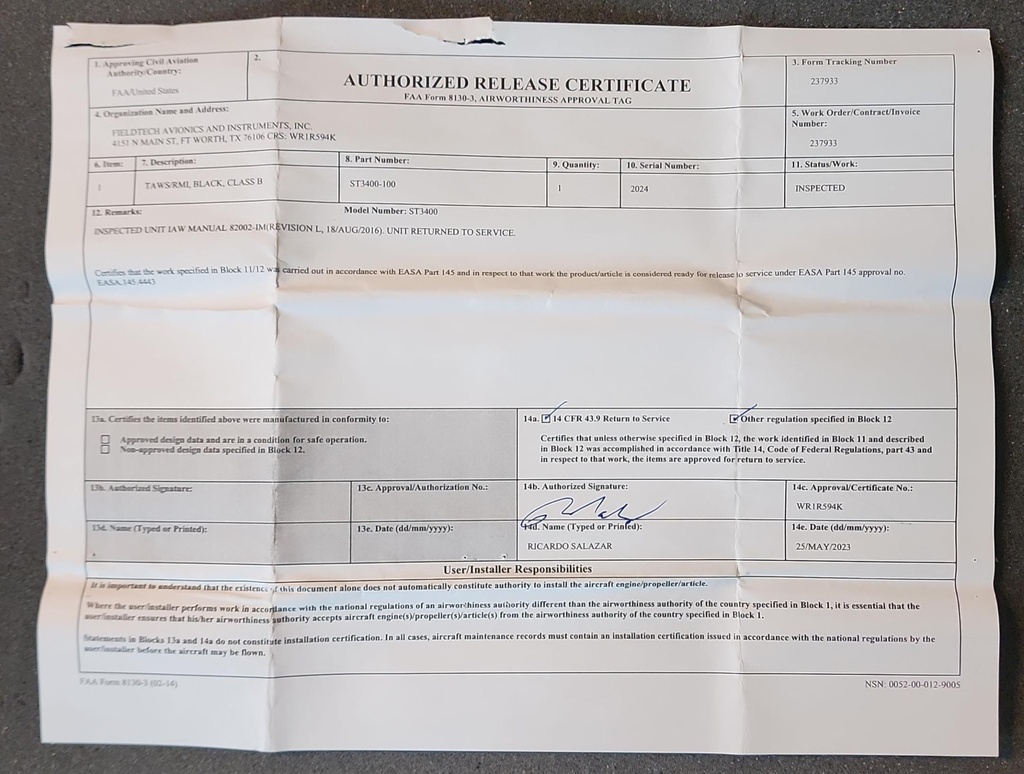 1. Approving Civil Aviation
Authority/Country:
FAA/United States
2.
AUTHORIZED RELEASE CERTIFICATE
FAA Form 8130-3, AIRWORTHINESS APPROVAL TAG
3. Form Tracking Number
237933
4. Organization Name and Address:
FIELDTECH AVIONICS AND INSTRUMENTS, INC.
4151 N MAIN ST, FT WORTH, TX 76106 CRS: WR1R594K
5. Work Order/Contract/Invoice
Number:
237933
6. Item:
7. Description:
8. Part Number:
9. Quantity:
10. Serial Number:
11. Status/Work:
1
TAWS/RMI, BLACK, CLASS B
ST3400-100
1
2024
INSPECTED
12. Remarks:
Model Number: ST3400
INSPECTED UNIT IAW MANUAL 82002-IM(REVISION L, 18/AUG/2016). UNIT RETURNED TO SERVICE.
Certifies that the work specified in Block 11/12 was carried out in accordance with EASA Part 145 and in respect to that work the product/article is considered ready for release to service under EASA Part 145 approval no.
EASA.145.4443
13a. Certifies the items identified above were manufactured in conformity to:
Approved design data and are in a condition for safe operation.
Non-approved design data specified in Block 12.
14a. 14 CFR 43.9 Return to Service
Other regulation specified in Block 12
Certifies that unless otherwise specified in Block 12, the work identified in Block 11 and described
in Block 12 was accomplished in accordance with Title 14, Code of Federal Regulations, part 43 and
in respect to that work, the items are approved for return to service.
13b. Authorized Signature:
13c. Approval/Authorization No.:
14b. Authorized Signature:
14c. Approval/Certificate No.:
WR1R594K
13d. Name (Typed or Printed):
13e. Date (dd/mm/yyyy):
14d. Name (Typed or Printed):
RICARDO SALAZAR
14e. Date (dd/mm/yyyy):
25/MAY/2023
User/Installer Responsibilities
It is important to understand that the existence of this document alone does not automatically constitute authority to install the aircraft engine/propeller/article.
Where the user/installer performs work in accordance with the national regulations of an airworthiness authority different than the airworthiness authority of the country specified in Block 1, it is essential that the
user/installer ensures that his/her airworthiness authority accepts aircraft engine(s)/propeller(s)/article(s) from the airworthiness authority of the country specified in Block 1.
Statements in Blocks 13a and 14a do not constitute installation certification. In all cases, aircraft maintenance records must contain an installation certification issued in accordance with the national regulations by the
user/installer before the aircraft may be flown.
FAA Form 8130-3 (02-14)
NSN: 0052-00-012-9005